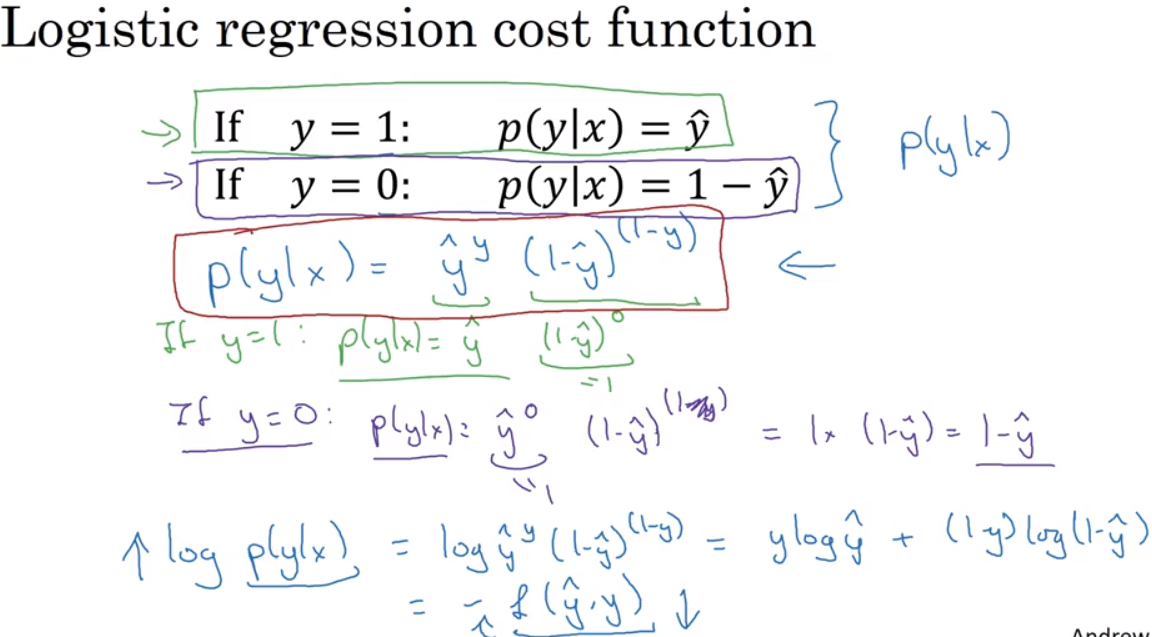 Logistic regression cost function
→ If y = 1: p(y|x) = ŷ
→ If y = 0: p(y|x) = 1 − ŷ } p(y|x)
p(y|x) = ŷ^y (1-ŷ)^(1-y) ←
If y=1: p(y|x) = ŷ (1-ŷ)^0
=1
If y=0: p(y|x) = ŷ^0 (1-ŷ)^(1-y) = 1× (1-ŷ) = 1-ŷ
=1
↑ log p(y|x) = log ŷ^y (1-ŷ)^(1-y) = y log ŷ + (1-y) log(1-ŷ)
= - ℒ(ŷ,y) ↓
Andrew